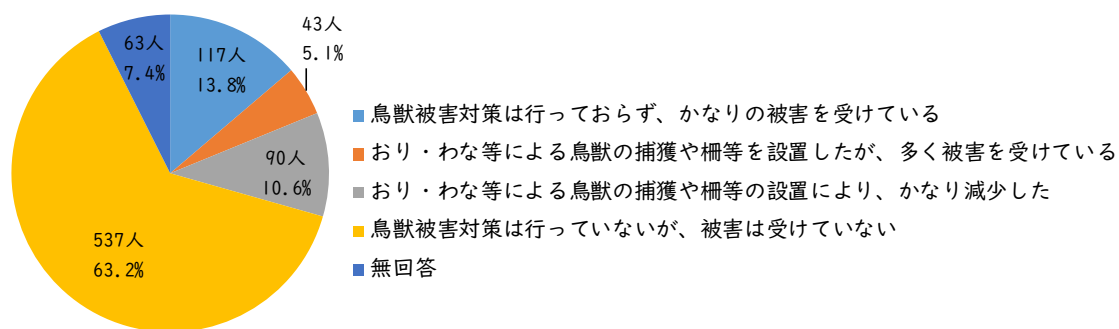 63人
7.4%
117人
13.8%
43人
5.1%
90人
10.6%
537人
63.2%
鳥獣被害対策は行っておらず、かなりの被害を受けている
おり・わな等による鳥獣の捕獲や柵等を設置したが、多く被害を受けている
おり・わな等による鳥獣の捕獲や柵等の設置により、かなり減少した
鳥獣被害対策は行っていないが、被害は受けていない
無回答